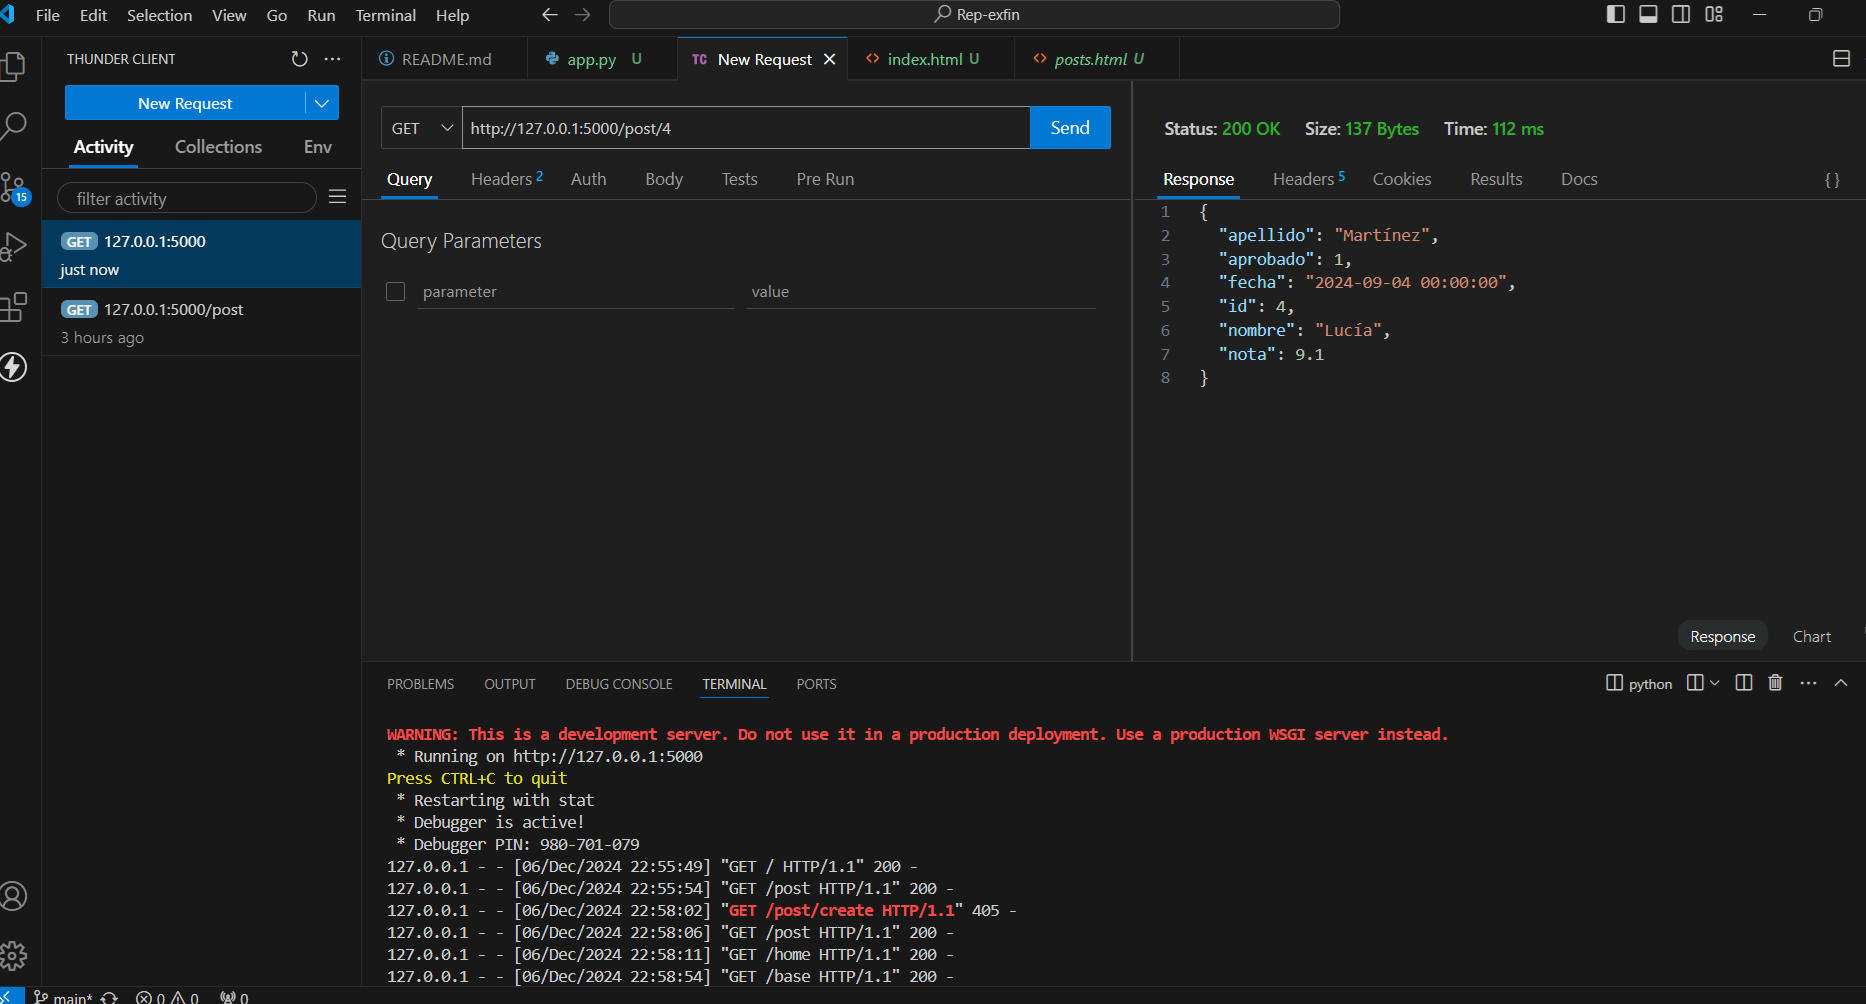 File Edit Selection View Go Run Terminal Help
Rep-exfin
THUNDER CLIENT
New Request
Activity Collections Env
filter activity
GET 127.0.0.1:5000
just now
GET 127.0.0.1:5000/post
3 hours ago
15
README.md
app.py U
TC New Request
index.html U
posts.html U
GET http://127.0.0.1:5000/post/4 Send
Query Headers 2 Auth Body Tests Pre Run
Query Parameters
parameter value
Status: 200 OK Size: 137 Bytes Time: 112 ms
Response Headers 5 Cookies Results Docs { }
1 {
2 "apellido": "Martínez",
3 "aprobado": 1,
4 "fecha": "2024-09-04 00:00:00",
5 "id": 4,
6 "nombre": "Lucía",
7 "nota": 9.1
8 }
Response Chart
PROBLEMS OUTPUT DEBUG CONSOLE TERMINAL PORTS
python
WARNING: This is a development server. Do not use it in a production deployment. Use a production WSGI server instead.
* Running on http://127.0.0.1:5000
Press CTRL+C to quit
* Restarting with stat
* Debugger is active!
* Debugger PIN: 980-701-079
127.0.0.1 - - [06/Dec/2024 22:55:49] "GET / HTTP/1.1" 200 -
127.0.0.1 - - [06/Dec/2024 22:55:54] "GET /post HTTP/1.1" 200 -
127.0.0.1 - - [06/Dec/2024 22:58:02] "GET /post/create HTTP/1.1" 405 -
127.0.0.1 - - [06/Dec/2024 22:58:06] "GET /post HTTP/1.1" 200 -
127.0.0.1 - - [06/Dec/2024 22:58:11] "GET /home HTTP/1.1" 200 -
127.0.0.1 - - [06/Dec/2024 22:58:54] "GET /base HTTP/1.1" 200 -
main* 0 0 0